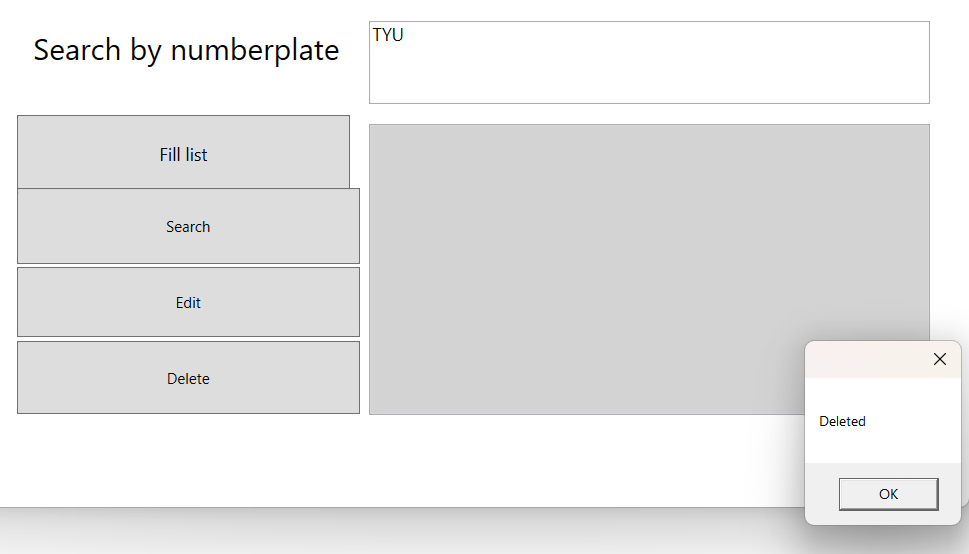 Search by numberplate
TYU
Fill list
Search
Edit
Delete
Deleted
OK